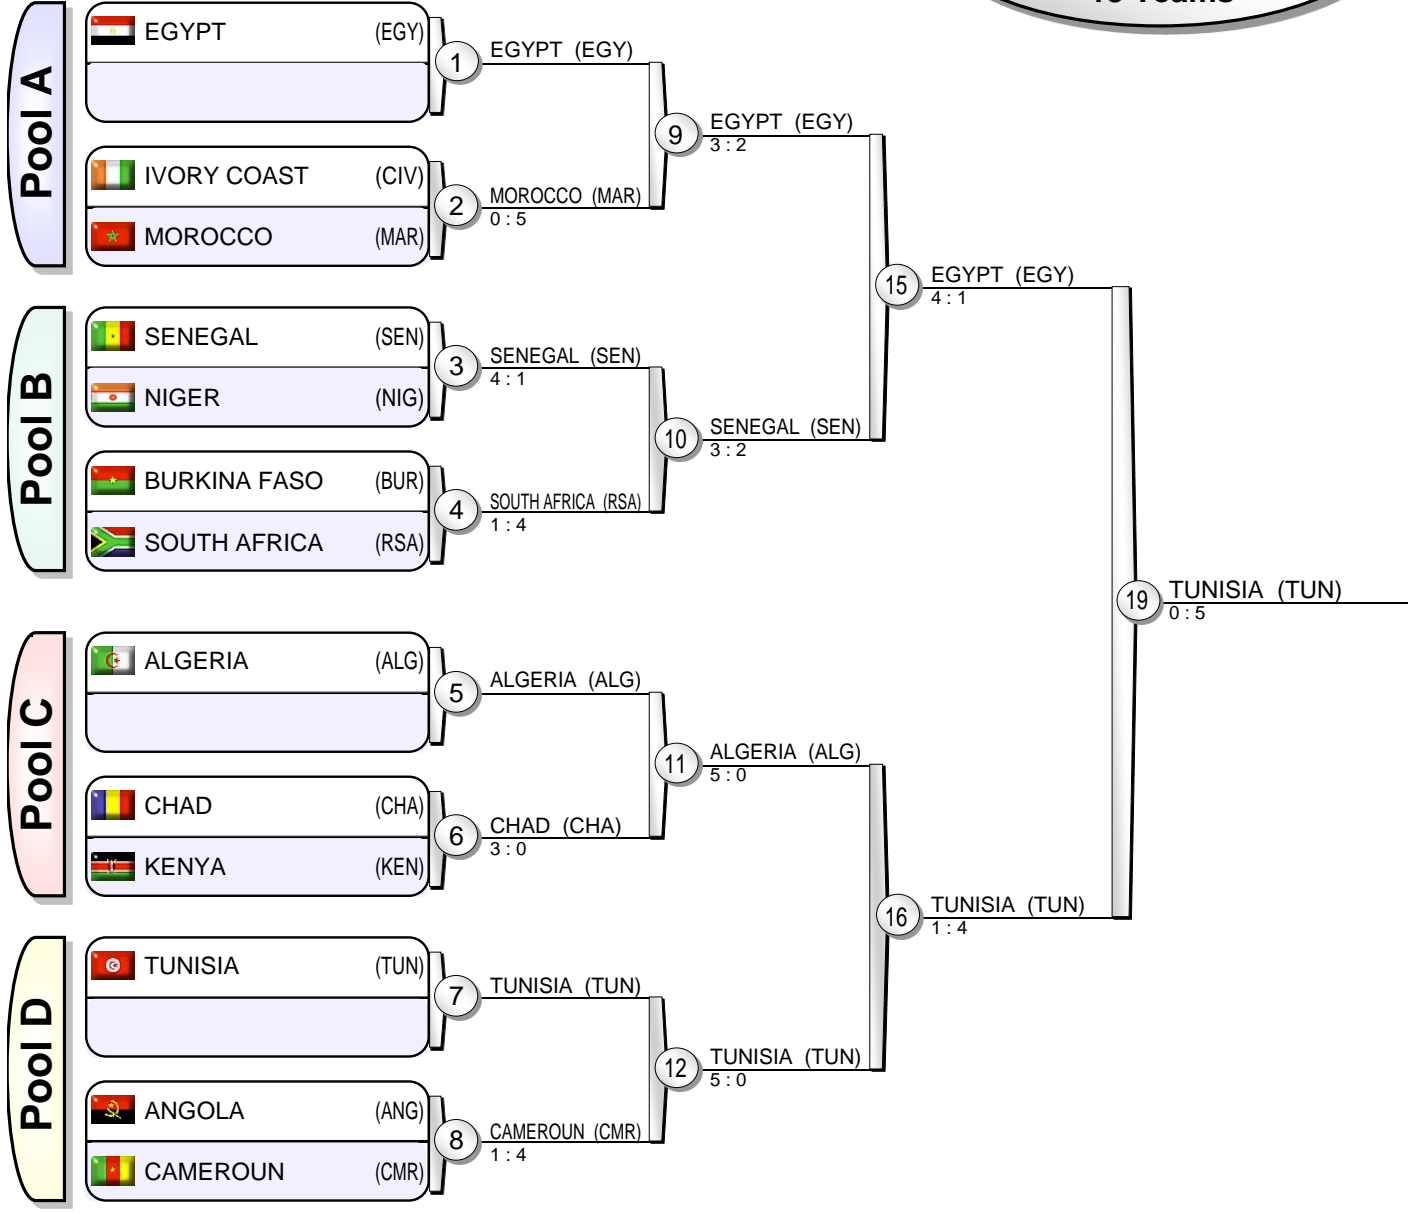 Pool A
EGYPT (EGY)
IVORY COAST (CIV)
MOROCCO (MAR)
1 EGYPT (EGY)
2 MOROCCO (MAR)
0 : 5
9 EGYPT (EGY)
3 : 2
Pool B
SENEGAL (SEN)
NIGER (NIG)
BURKINA FASO (BUR)
SOUTH AFRICA (RSA)
3 SENEGAL (SEN)
4 : 1
4 SOUTH AFRICA (RSA)
1 : 4
10 SENEGAL (SEN)
3 : 2
15 EGYPT (EGY)
4 : 1
Pool C
ALGERIA (ALG)
CHAD (CHA)
KENYA (KEN)
5 ALGERIA (ALG)
6 CHAD (CHA)
3 : 0
11 ALGERIA (ALG)
5 : 0
Pool D
TUNISIA (TUN)
ANGOLA (ANG)
CAMEROUN (CMR)
7 TUNISIA (TUN)
8 CAMEROUN (CMR)
1 : 4
12 TUNISIA (TUN)
5 : 0
16 TUNISIA (TUN)
1 : 4
19 TUNISIA (TUN)
0 : 5